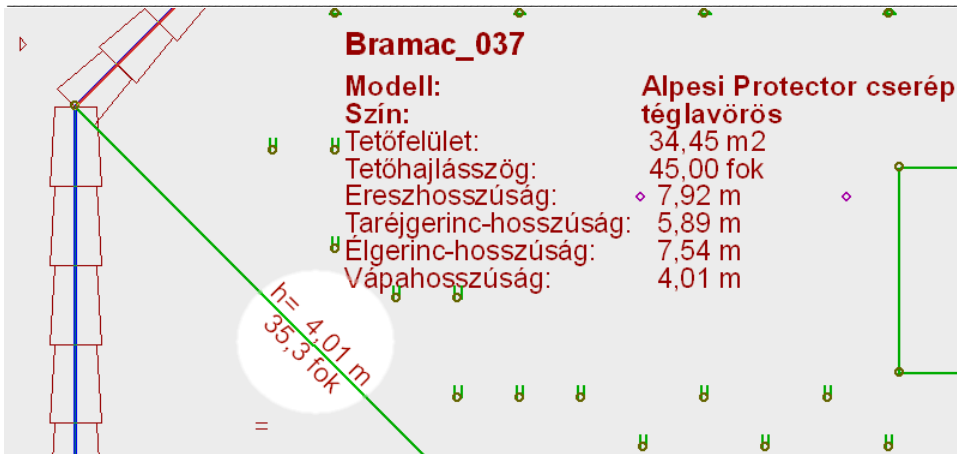 Bramac_037
Modell: Alpesi Protector cserép
Szín: téglavörös
Tetőfelület: 34,45 m2
Tetőhajlásszög: 45,00 fok
Ereszhosszúság: 7,92 m
Taréjgerinc-hosszúság: 5,89 m
Élgerinc-hosszúság: 7,54 m
Vápahosszúság: 4,01 m
h= 4,01 m
35,3 fok